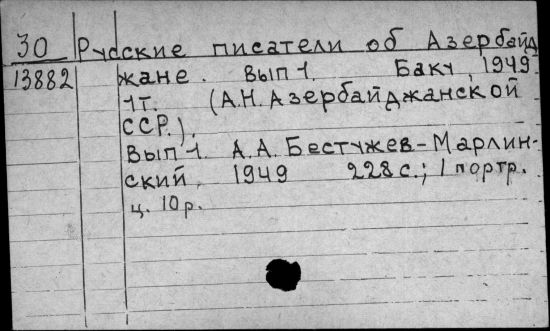 30 Русские писатели об Азербайд
13882 жане. Вып 1. Баку, 1949.
1т. (А.Н. Азербайджанской
ССР.).
Вып 1. А.А. Бестужев-Марлин-
ский, 1949 228 с.; 1 портр.
ц. 10 р.